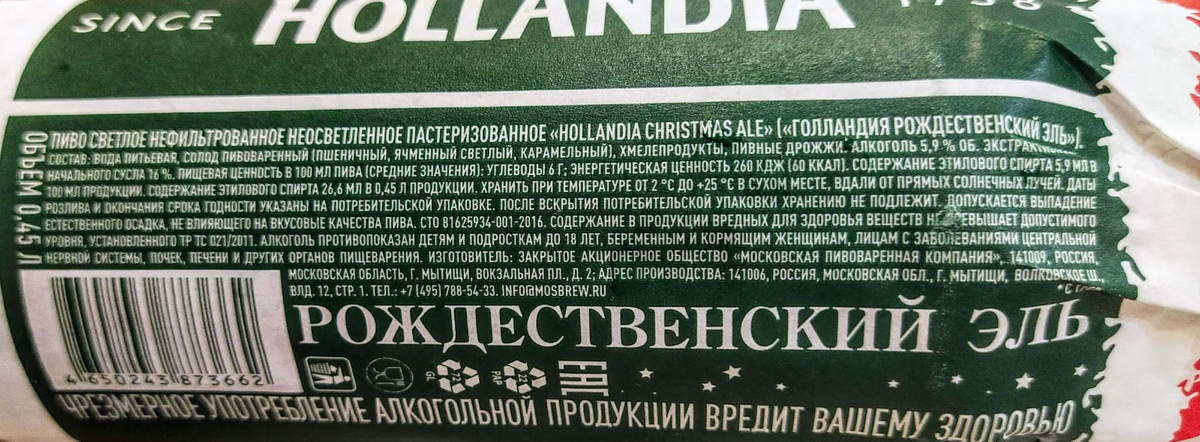 SINCE HOLLANDIA
ОБЪЕМ 0,45 Л
ПИВО СВЕТЛОЕ НЕФИЛЬТРОВАННОЕ НЕОСВЕТЛЕННОЕ ПАСТЕРИЗОВАННОЕ «HOLLANDIA CHRISTMAS ALE» («ГОЛЛАНДИЯ РОЖДЕСТВЕНСКИЙ ЭЛЬ»).
СОСТАВ: ВОДА ПИТЬЕВАЯ, СОЛОД ПИВОВАРЕННЫЙ (ПШЕНИЧНЫЙ, ЯЧМЕННЫЙ СВЕТЛЫЙ, КАРАМЕЛЬНЫЙ), ХМЕЛЕПРОДУКТЫ, ПИВНЫЕ ДРОЖЖИ. АЛКОГОЛЬ 5,9 % ОБ.
НАЧАЛЬНОГО СУСЛА 16 %. ПИЩЕВАЯ ЦЕННОСТЬ В 100 МЛ ПИВА (СРЕДНИЕ ЗНАЧЕНИЯ): УГЛЕВОДЫ 6 Г; ЭНЕРГЕТИЧЕСКАЯ ЦЕННОСТЬ 260 КДЖ (60 ККАЛ). СОДЕРЖАНИЕ ЭТИЛОВОГО СПИРТА 5,9 МЛ В
100 МЛ ПРОДУКЦИИ. СОДЕРЖАНИЕ ЭТИЛОВОГО СПИРТА 26,6 МЛ В 0,45 Л ПРОДУКЦИИ. ХРАНИТЬ ПРИ ТЕМПЕРАТУРЕ ОТ 2 °С ДО +25 °С В СУХОМ МЕСТЕ, ВДАЛИ ОТ ПРЯМЫХ СОЛНЕЧНЫХ ЛУЧЕЙ. ДАТЫ
РОЗЛИВА И ОКОНЧАНИЯ СРОКА ГОДНОСТИ УКАЗАНЫ НА ПОТРЕБИТЕЛЬСКОЙ УПАКОВКЕ. ПОСЛЕ ВСКРЫТИЯ ПОТРЕБИТЕЛЬСКОЙ УПАКОВКИ ХРАНЕНИЮ НЕ ПОДЛЕЖИТ. ДОПУСКАЕТСЯ ВЫПАДЕНИЕ
ЕСТЕСТВЕННОГО ОСАДКА, НЕ ВЛИЯЮЩЕГО НА ВКУСОВЫЕ КАЧЕСТВА ПИВА. СТО 81625934-001-2016. СОДЕРЖАНИЕ В ПРОДУКЦИИ ВРЕДНЫХ ДЛЯ ЗДОРОВЬЯ ВЕЩЕСТВ НЕ ПРЕВЫШАЕТ ДОПУСТИМОГО
УРОВНЯ, УСТАНОВЛЕННОГО ТР ТС 021/2011. АЛКОГОЛЬ ПРОТИВОПОКАЗАН ДЕТЯМ И ПОДРОСТКАМ ДО 18 ЛЕТ, БЕРЕМЕННЫМ И КОРМЯЩИМ ЖЕНЩИНАМ, ЛИЦАМ С ЗАБОЛЕВАНИЯМИ ЦЕНТРАЛЬНОЙ
НЕРВНОЙ СИСТЕМЫ, ПОЧЕК, ПЕЧЕНИ И ДРУГИХ ОРГАНОВ ПИЩЕВАРЕНИЯ. ИЗГОТОВИТЕЛЬ: ЗАКРЫТОЕ АКЦИОНЕРНОЕ ОБЩЕСТВО «МОСКОВСКАЯ ПИВОВАРЕННАЯ КОМПАНИЯ», 141009, РОССИЯ,
МОСКОВСКАЯ ОБЛАСТЬ, Г. МЫТИЩИ, ВОКЗАЛЬНАЯ ПЛ., Д. 2; АДРЕС ПРОИЗВОДСТВА: 141006, РОССИЯ, МОСКОВСКАЯ ОБЛ., Г. МЫТИЩИ, ВОЛКОВСКОЕ Ш.,
ВЛД. 12, СТР. 1. ТЕЛ.: +7 (495) 788-54-33. INFO@MOSBREW.RU
РОЖДЕСТВЕНСКИЙ ЭЛЬ
4 650243 873662
EAC
ЧРЕЗМЕРНОЕ УПОТРЕБЛЕНИЕ АЛКОГОЛЬНОЙ ПРОДУКЦИИ ВРЕДИТ ВАШЕМУ ЗДОРОВЬЮ